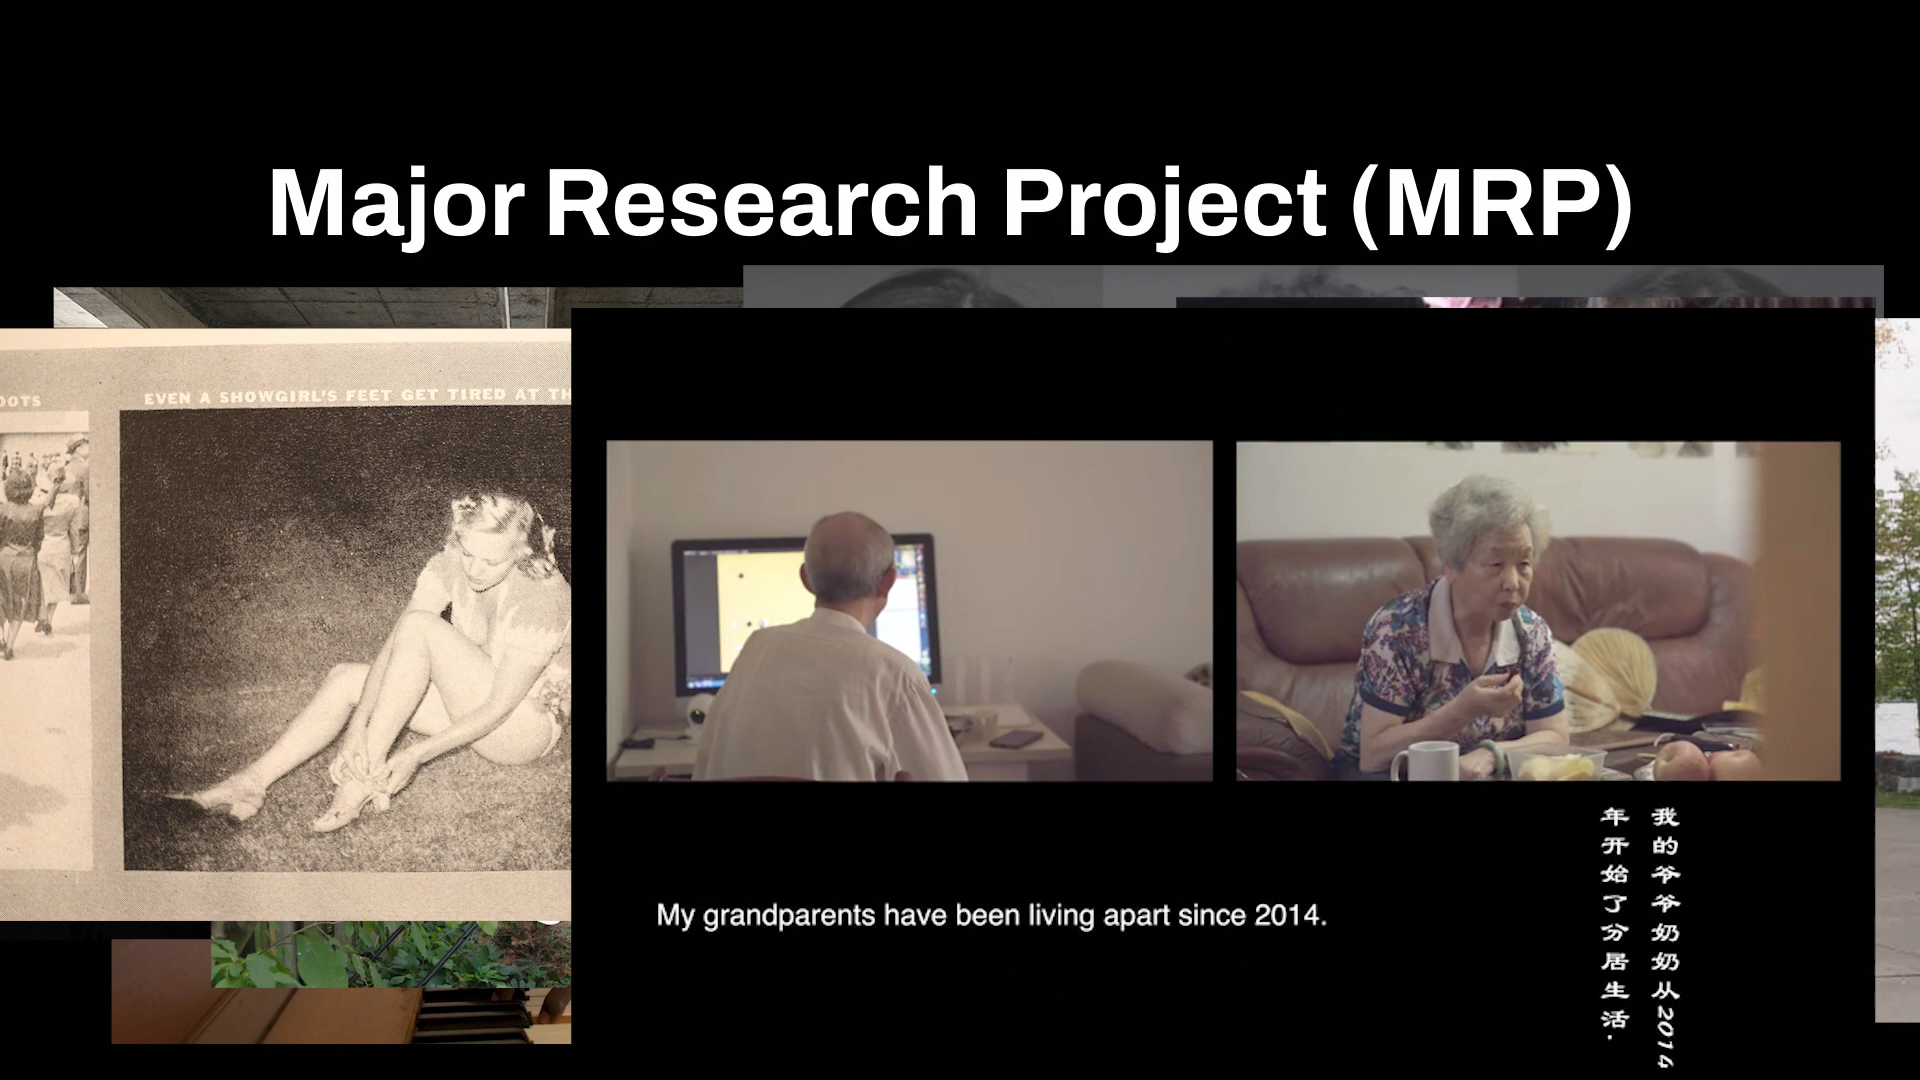 Major Research Project (MRP)
OOTS
EVEN A SHOWGIRL'S FEET GET TIRED AT TH
My grandparents have been living apart since 2014.
我的爷爷奶奶从2014
年开始了分居生活.